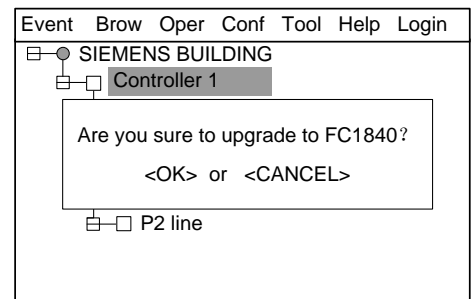 Event Brow Oper Conf Tool Help Login
SIEMENS BUILDING
Controller 1
Are you sure to upgrade to FC1840？
<OK> or <CANCEL>
P2 line